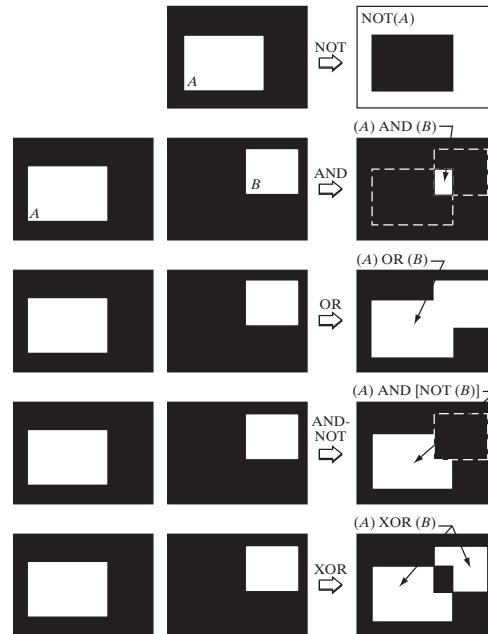 NOT(A)
NOT
A
(A) AND (B)
AND
B
A
(A) OR (B)
OR
(A) AND [NOT (B)]
AND-
NOT
(A) XOR (B)
XOR